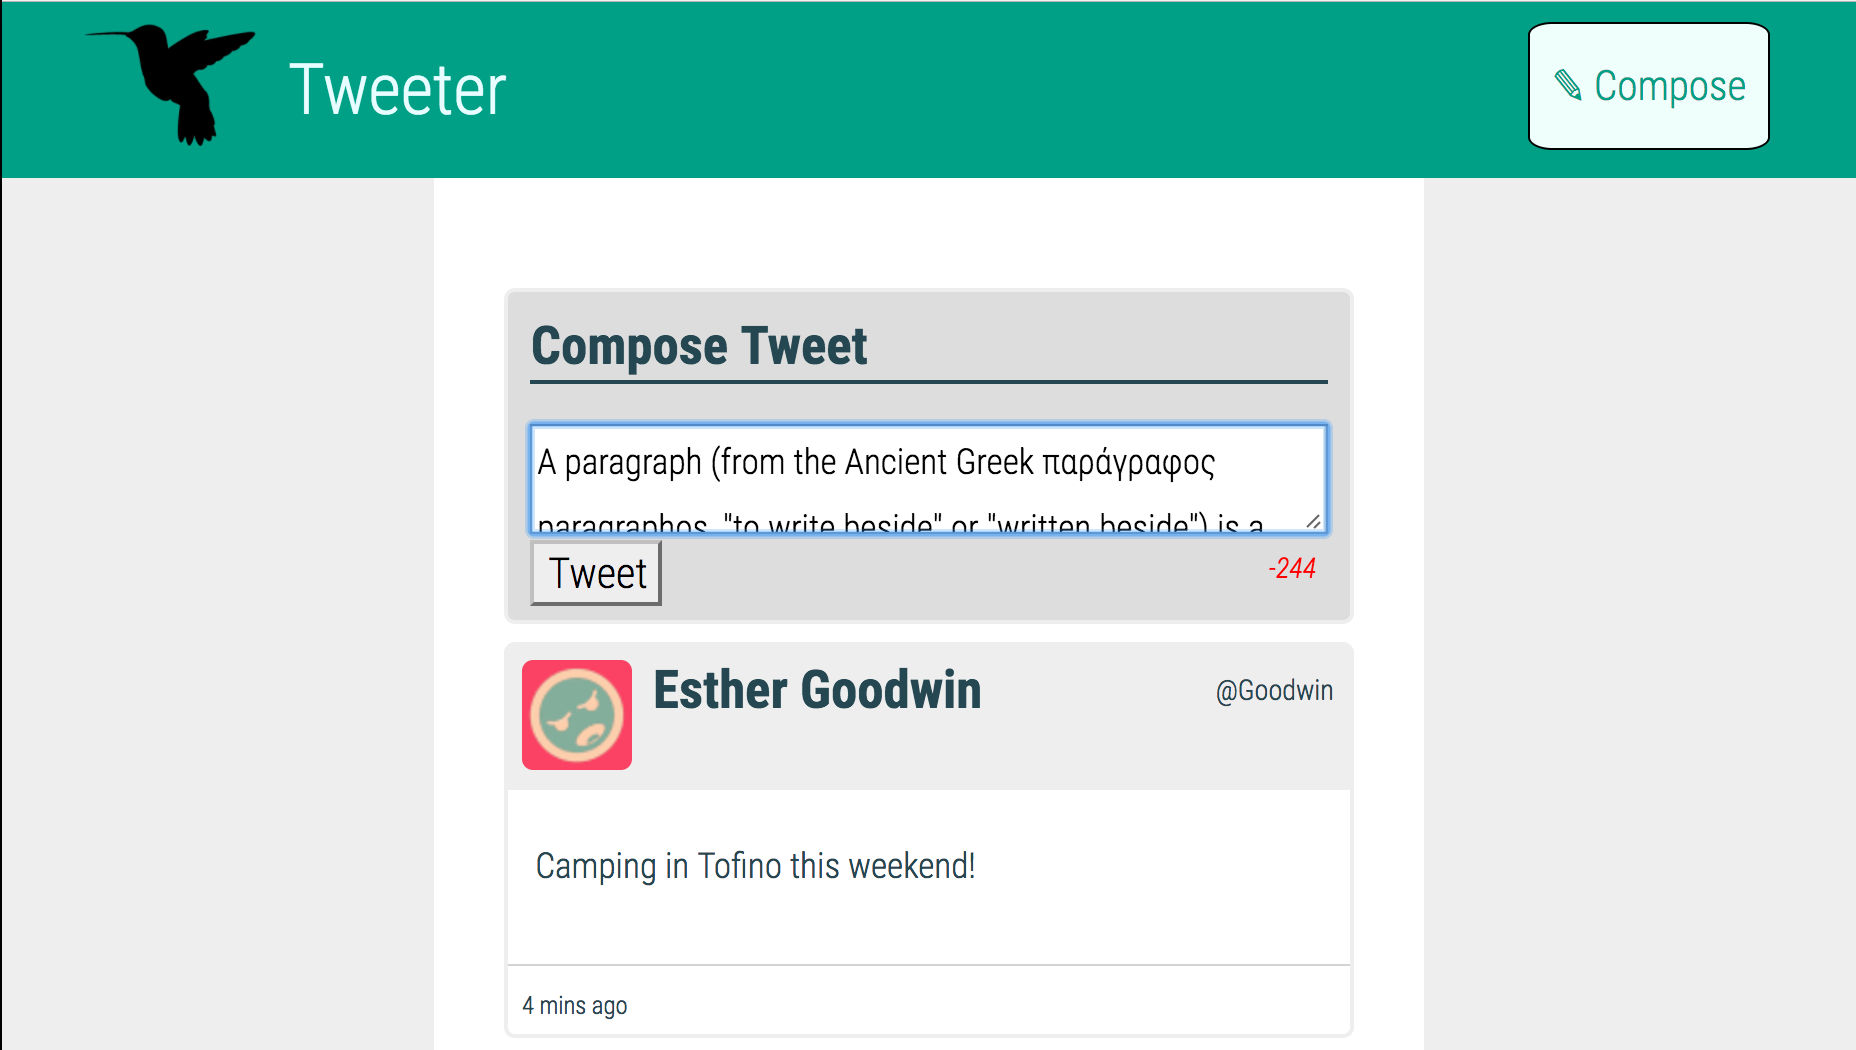 Tweeter
✎ Compose
Compose Tweet
A paragraph (from the Ancient Greek παράγραφος
paragraphos, "to write beside" or "written beside") is a
Tweet
-244
Esther Goodwin
@Goodwin
Camping in Tofino this weekend!
4 mins ago